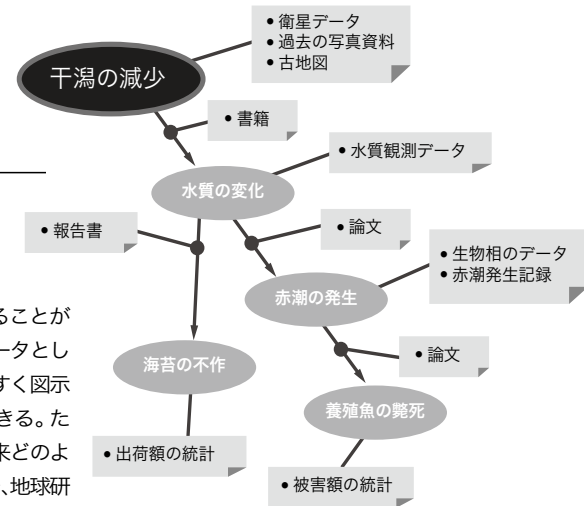 • 衛星データ
• 過去の写真資料
• 古地図
干潟の減少
• 書籍
• 水質観測データ
水質の変化
• 報告書
• 論文
• 生物相のデータ
• 赤潮発生記録
赤潮の発生
海苔の不作
• 論文
養殖魚の斃死
• 出荷額の統計
• 被害額の統計
ることが
ータとし
すく図示
きる。た
来どのよ
、地球研